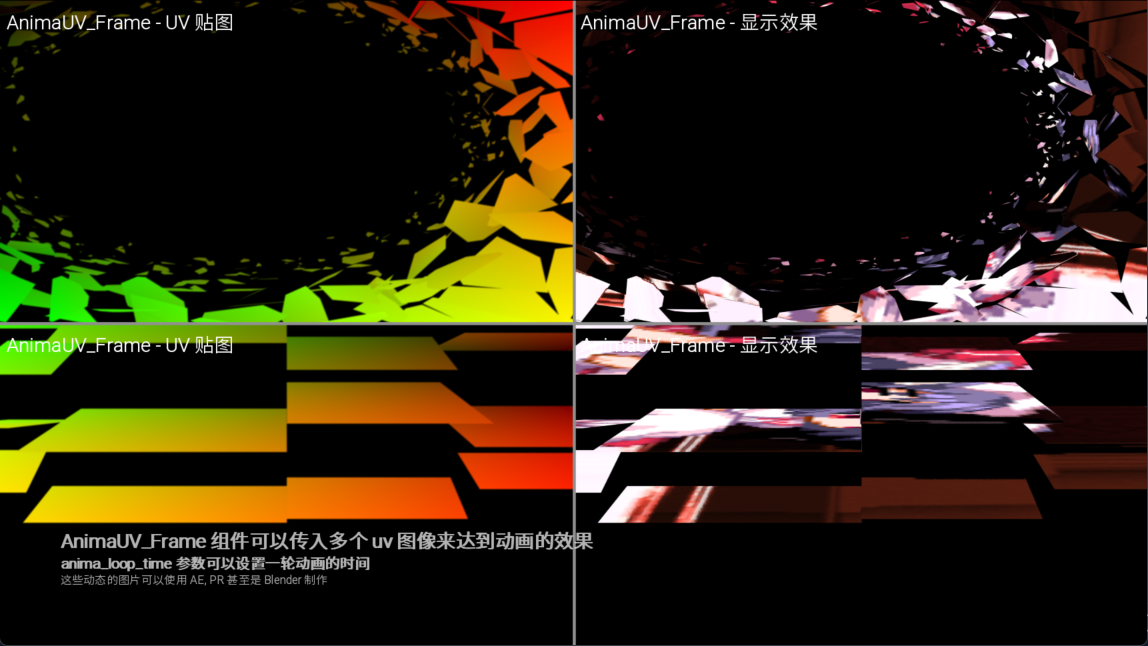 AnimaUV_Frame - UV 贴图
AnimaUV_Frame - 显示效果
AnimaUV_Frame - UV 贴图
AnimaUV_Frame - 显示效果
AnimaUV_Frame 组件可以传入多个 uv 图像来达到动画的效果
anima_loop_time 参数可以设置一轮动画的时间
这些动态的图片可以使用 AE, PR 甚至是 Blender 制作